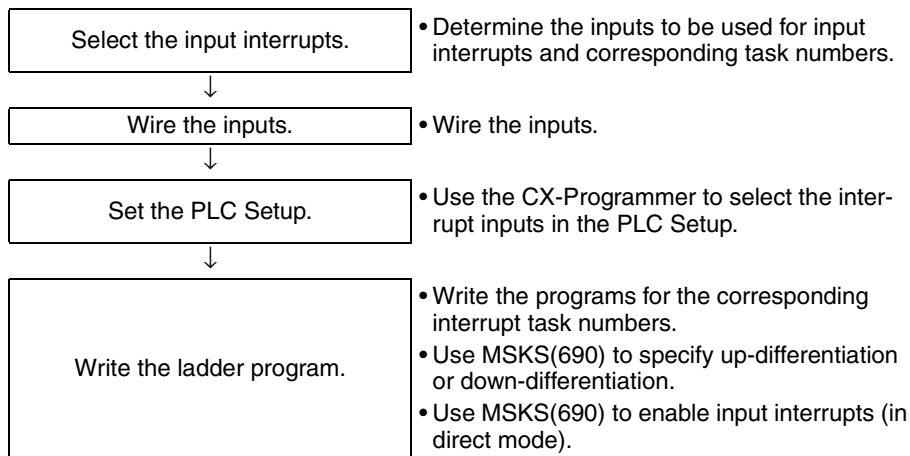 Select the input interrupts.
• Determine the inputs to be used for input
interrupts and corresponding task numbers.
↓
Wire the inputs.
• Wire the inputs.
↓
Set the PLC Setup.
• Use the CX-Programmer to select the inter-
rupt inputs in the PLC Setup.
↓
Write the ladder program.
• Write the programs for the corresponding
interrupt task numbers.
• Use MSKS(690) to specify up-differentiation
or down-differentiation.
• Use MSKS(690) to enable input interrupts (in
direct mode).